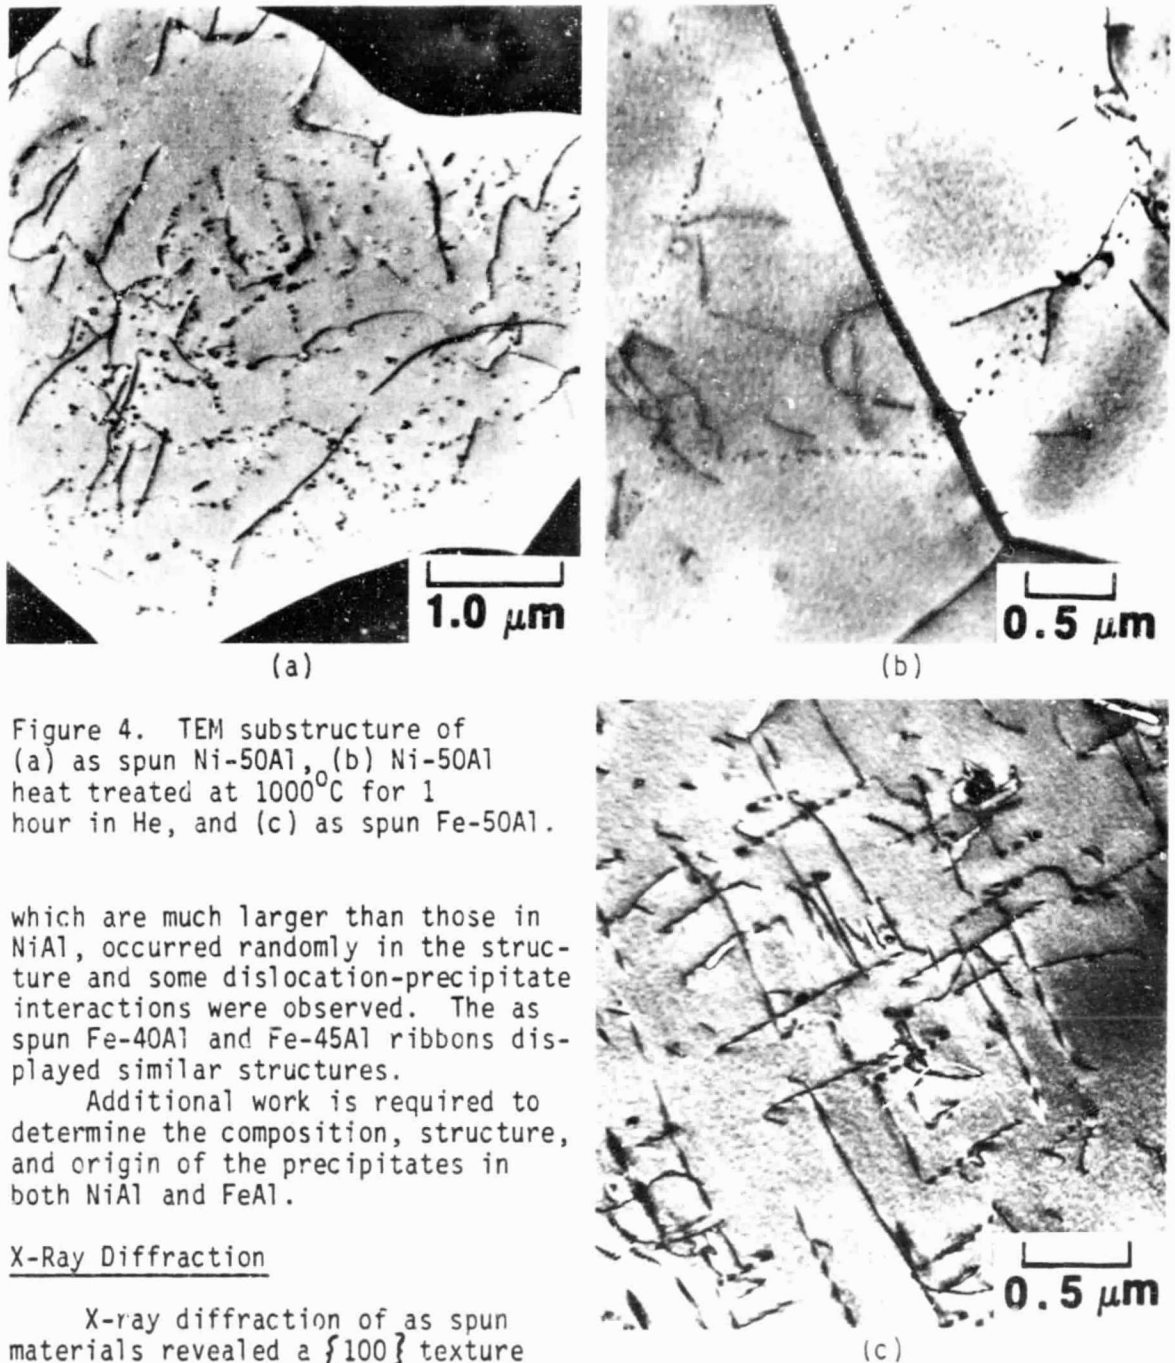 1.0 μm
0.5 μm
(a)
(b)
Figure 4. TEM substructure of
(a) as spun Ni-50Al, (b) Ni-50Al
heat treated at 1000°C for 1
hour in He, and (c) as spun Fe-50Al.
which are much larger than those in
NiAl, occurred randomly in the struc-
ture and some dislocation-precipitate
interactions were observed. The as
spun Fe-40Al and Fe-45Al ribbons dis-
played similar structures.
Additional work is required to
determine the composition, structure,
and origin of the precipitates in
both NiAl and FeAl.
X-Ray Diffraction
X-ray diffraction of as spun
materials revealed a {100} texture
0.5 μm
(c)